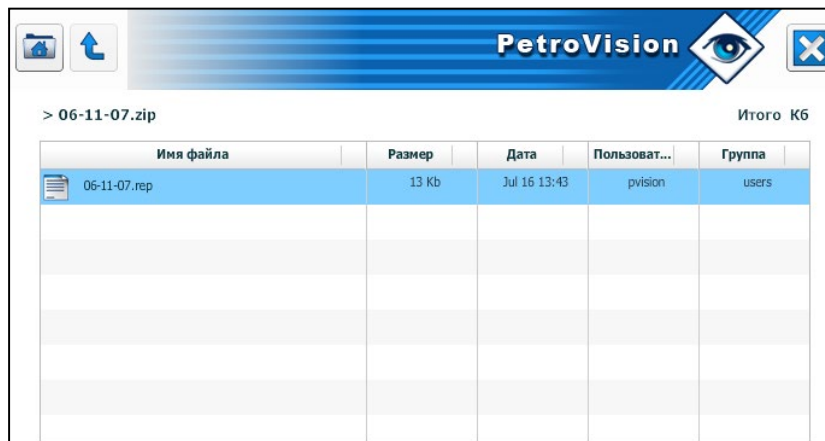 PetroVision
> 06-11-07.zip Итого Кб
Имя файла Размер Дата Пользоват... Группа
06-11-07.rep 13 Kb Jul 16 13:43 pvision users